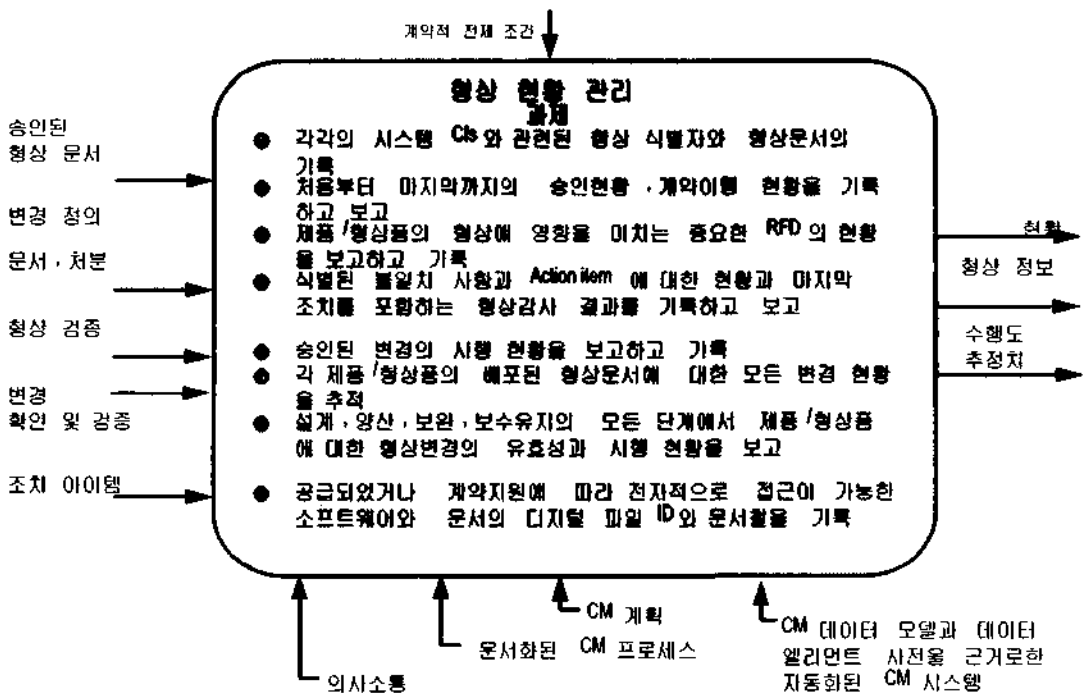 계약적 전제 조건
형상 현황 관리
과제
● 각각의 시스템 CIs와 관련된 형상 식별자와 형상문서의
기록
● 처음부터 마지막까지의 승인현황, 계약이행 현황을 기록
하고 보고
● 제품/형상품의 형상에 영향을 미치는 중요한 RFD의 현황
을 보고하고 기록
● 식별된 불일치 사항과 Action item 에 대한 현황과 마지막
조치를 포함하는 형상감사 결과를 기록하고 보고
● 승인된 변경의 시행 현황을 보고하고 기록
● 각 제품/형상품의 배포된 형상문서에 대한 모든 변경 현황
을 추적
● 설계, 양산, 보완, 보수유지의 모든 단계에서 제품/형상품
에 대한 형상변경의 유효성과 시행 현황을 보고
● 공급되었거나 계약지원에 따라 전자적으로 접근이 가능한
소프트웨어와 문서의 디지털 파일 ID와 문서철을 기록
승인된
형상 문서
변경 정의
문서, 처분
형상 검증
변경
확인 및 검증
조치 아이템
현황
형상 정보
수행도
추정치
의사소통
문서화된 CM 프로세스
CM 계획
CM 데이터 모델과 데이터
엘리먼트 사전을 근거로한
자동화된 CM 시스템